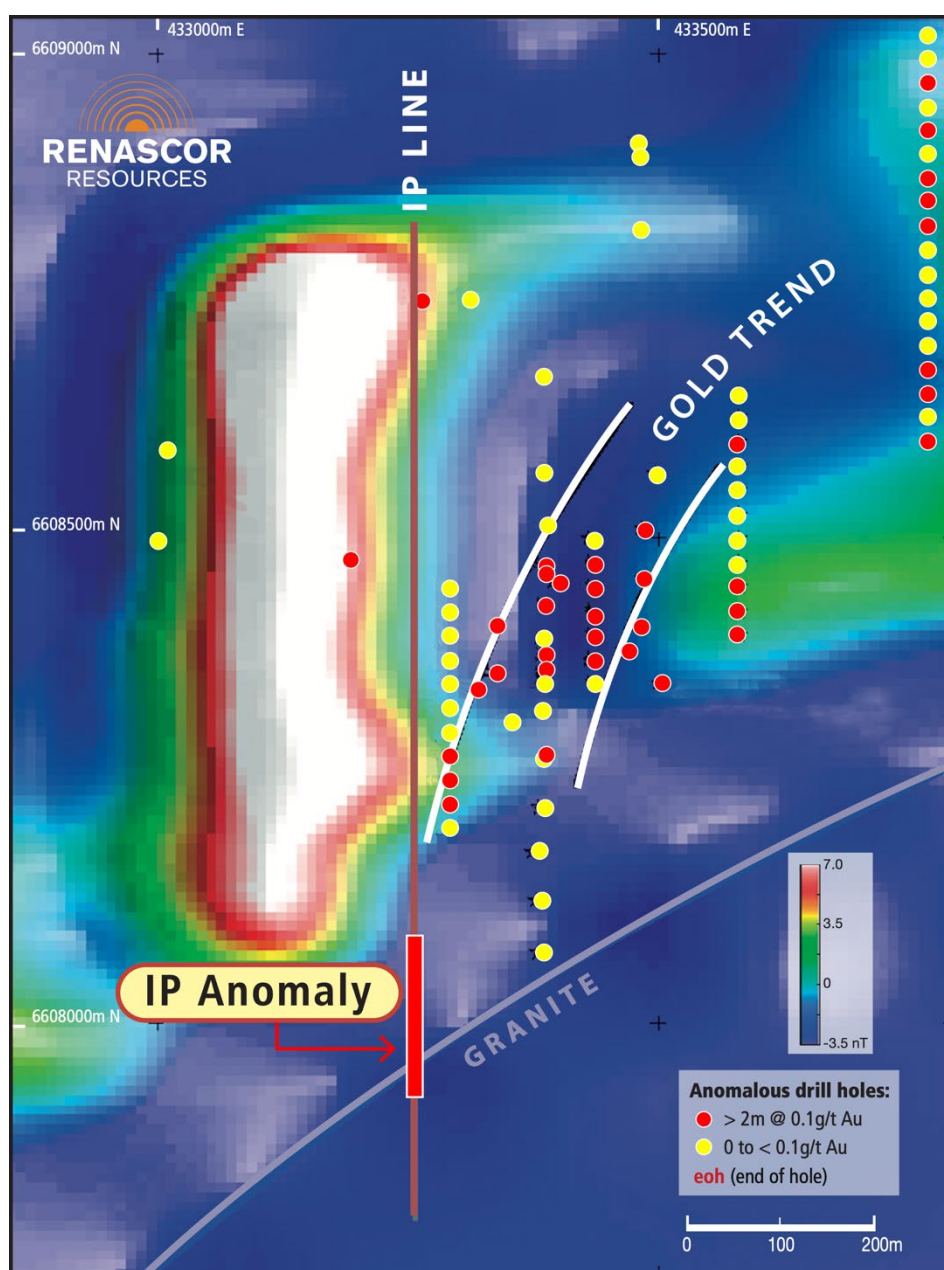 433000m E
433500m E
6609000m N
RENASCOR
RESOURCES
IP LINE
GOLD TREND
6608500m N
IP Anomaly
6608000m N
GRANITE
7.0
3.5
0
-3.5 nT
Anomalous drill holes:
> 2m @ 0.1g/t Au
0 to < 0.1g/t Au
eoh (end of hole)
0 100 200m